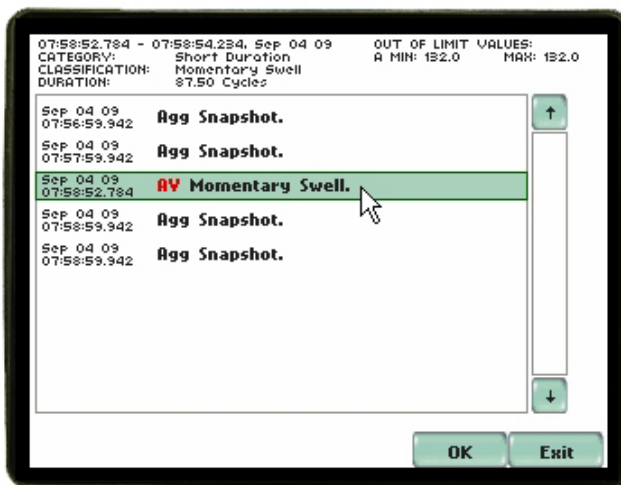 07:58:52.784 - 07:58:54.234, Sep 04 09 OUT OF LIMIT VALUES:
CATEGORY: Short Duration A MIN: 132.0 MAX: 132.0
CLASSIFICATION: Momentary Swell
DURATION: 87.50 Cycles
Sep 04 09
07:56:59.942 Agg Snapshot.
Sep 04 09
07:57:59.942 Agg Snapshot.
Sep 04 09
07:58:52.784 AV Momentary Swell.
Sep 04 09
07:58:59.942 Agg Snapshot.
Sep 04 09
07:58:59.942 Agg Snapshot.
OK Exit